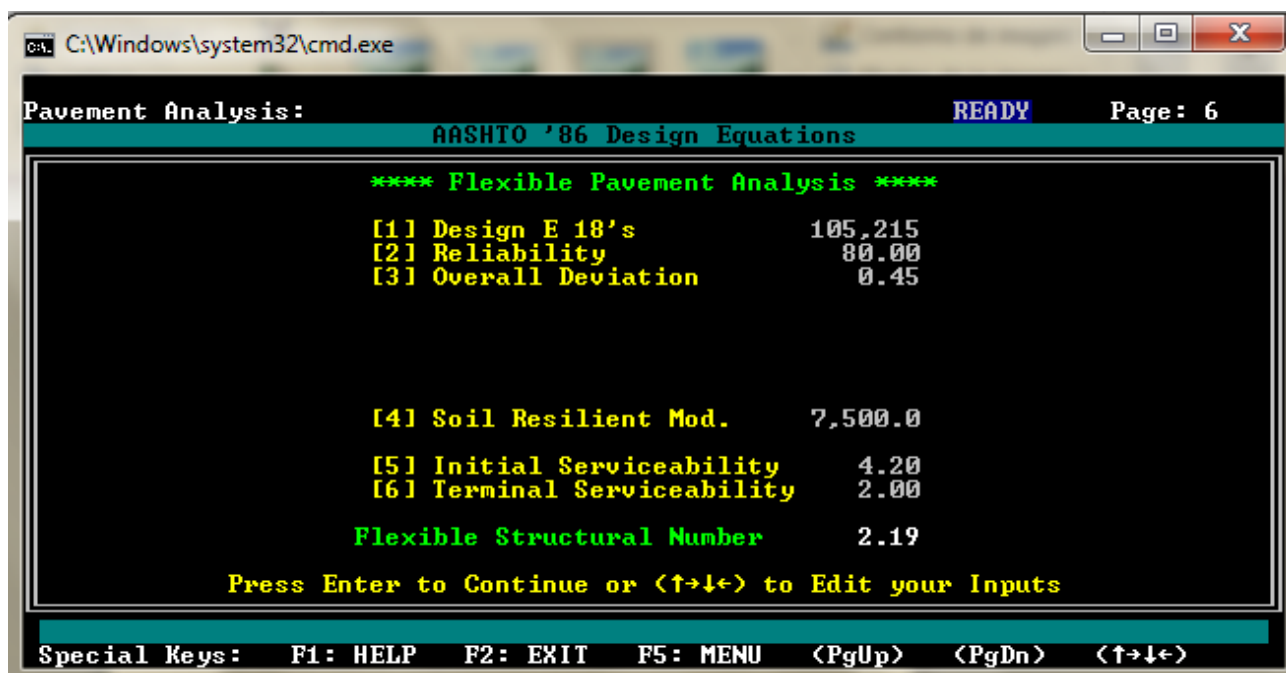 C:\Windows\system32\cmd.exe
Pavement Analysis: READY Page: 6
AASHTO '86 Design Equations
**** Flexible Pavement Analysis ****
[1] Design E 18's 105,215
[2] Reliability 80.00
[3] Overall Deviation 0.45
[4] Soil Resilient Mod. 7,500.0
[5] Initial Serviceability 4.20
[6] Terminal Serviceability 2.00
Flexible Structural Number 2.19
Press Enter to Continue or (↑→↓←) to Edit your Inputs
Special Keys: F1: HELP F2: EXIT F5: MENU (PgUp) (PgDn) (↑→↓←)